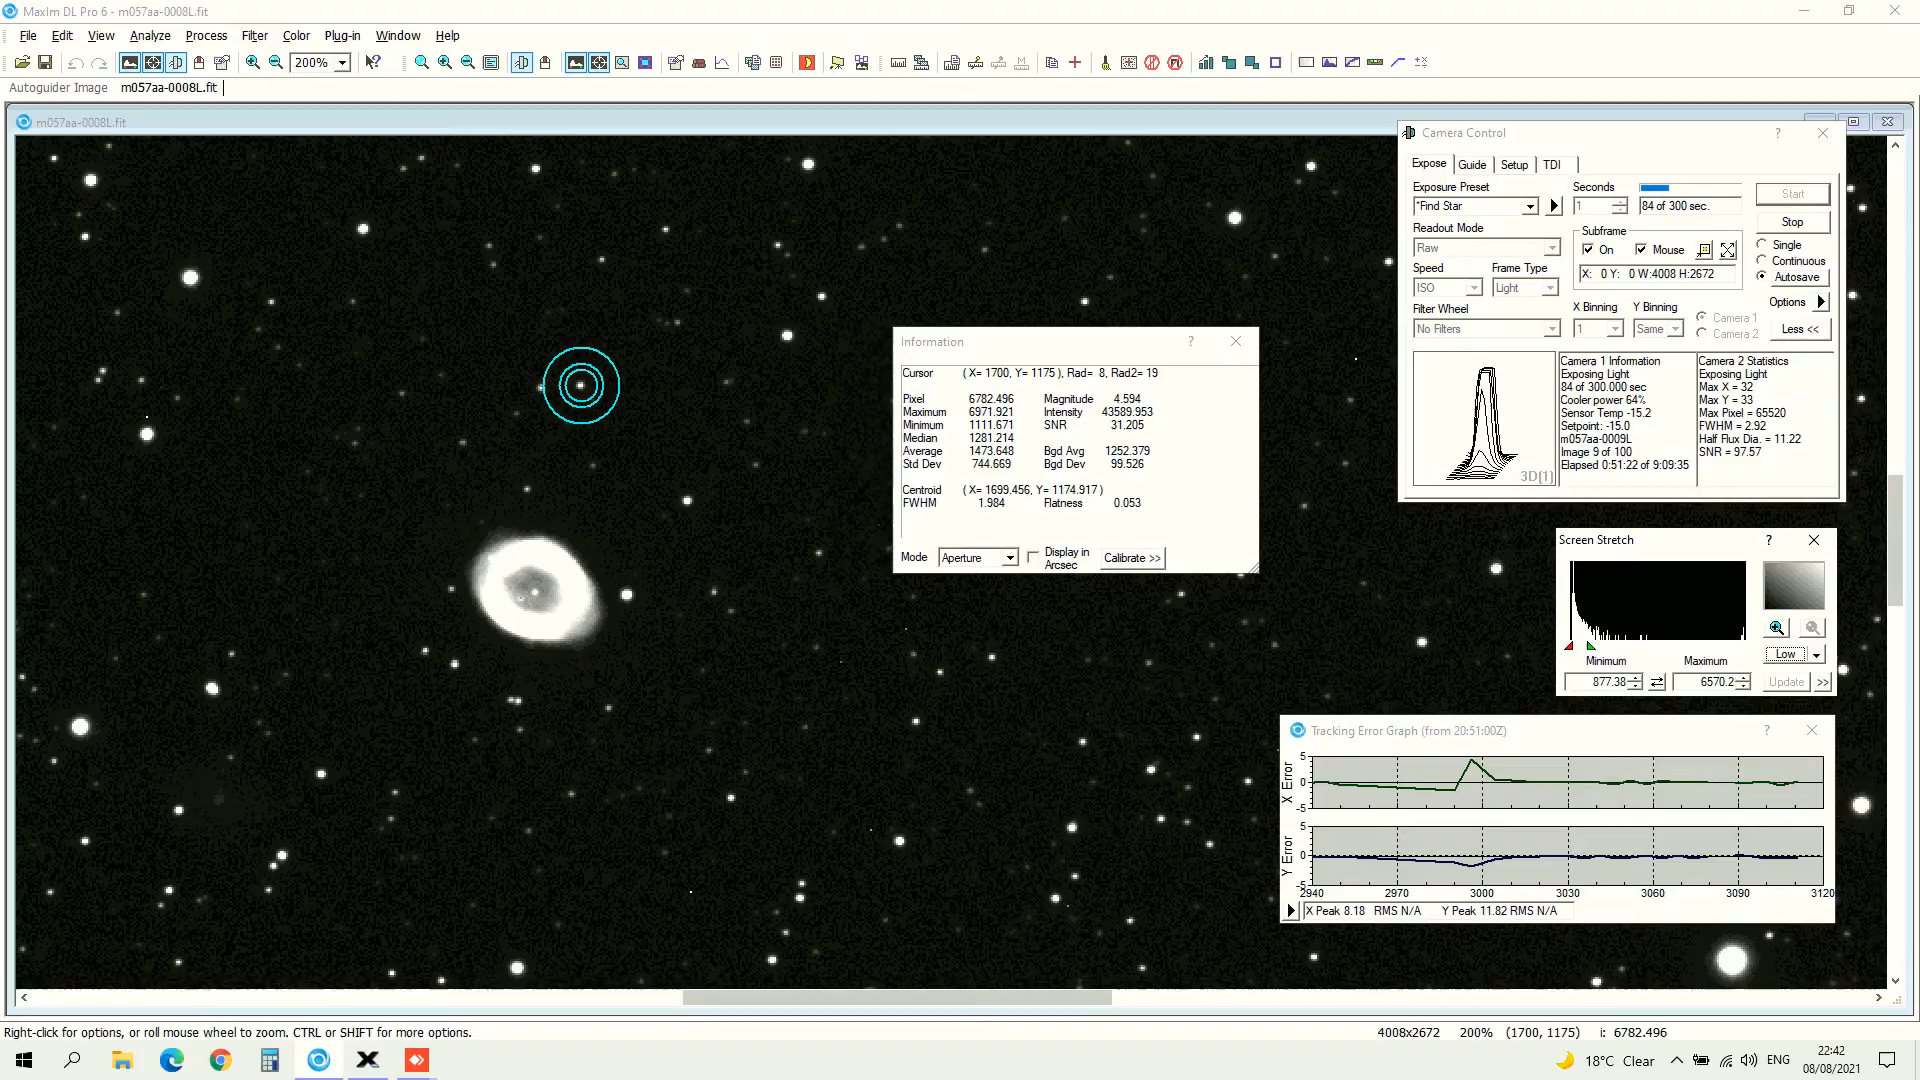 MaxIm DL Pro 6 - m057aa-0008L.fit
File Edit View Analyze Process Filter Color Plug-in Window Help
200%
Autoguider Image m057aa-0008L.fit
m057aa-0008L.fit
Camera Control
Expose Guide Setup TDI
Exposure Preset Seconds Start
*Find Star 1 84 of 300 sec.
Stop
Readout Mode Subframe
Raw On Mouse Single
Continuous
Speed Frame Type X: 0 Y: 0 W:4008 H:2672 Autosave
ISO Light
Options
Filter Wheel X Binning Y Binning Camera 1
No Filters 1 Same Camera 2 Less <<
3D[1]
Camera 1 Information
Exposing Light
84 of 300.000 sec
Cooler power 64%
Sensor Temp -15.2
Setpoint: -15.0
m057aa-0009L
Image 9 of 100
Elapsed 0:51:22 of 9:09:35
Camera 2 Statistics
Exposing Light
Max X = 32
Max Y = 33
Max Pixel = 65520
FWHM = 2.92
Half Flux Dia. = 11.22
SNR = 97.57
Information
Cursor ( X= 1700, Y= 1175 ), Rad= 8, Rad2= 19
Pixel 6782.496 Magnitude 4.594
Maximum 6971.921 Intensity 43589.953
Minimum 1111.671 SNR 31.205
Median 1281.214
Average 1473.648 Bgd Avg 1252.379
Std Dev 744.669 Bgd Dev 99.526
Centroid ( X= 1699.456, Y= 1174.917 )
FWHM 1.984 Flatness 0.053
Mode Aperture Display in Arcsec Calibrate >>
Screen Stretch
Low
Minimum Maximum
877.38 6570.2 Update >>
Tracking Error Graph (from 20:51:00Z)
X Error
5
0
-5
Y Error
5
0
-5
2940 2970 3000 3030 3060 3090 3120
X Peak 8.18 RMS N/A Y Peak 11.82 RMS N/A
Right-click for options, or roll mouse wheel to zoom. CTRL or SHIFT for more options.
4008x2672 200% (1700, 1175) i: 6782.496
18°C Clear ENG
22:42
08/08/2021